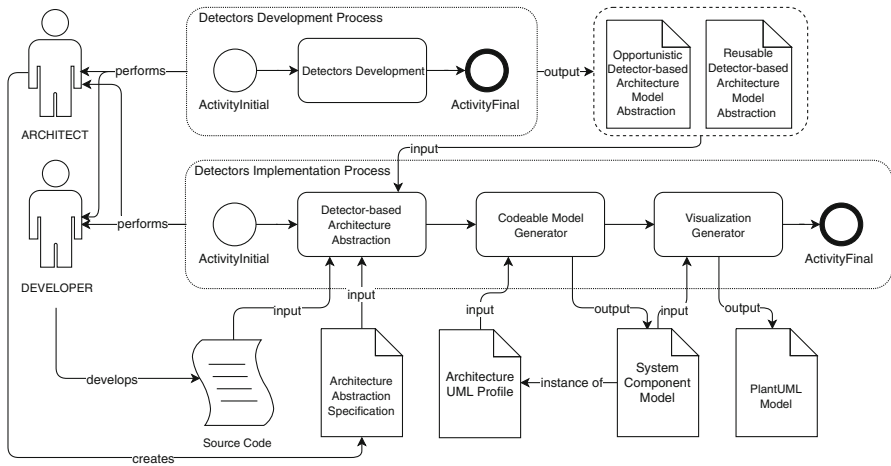 Detectors Development Process
ActivityInitial
Detectors Development
ActivityFinal
performs
output
Opportunistic
Detector-based
Architecture
Model
Abstraction
Reusable
Detector-based
Architecture
Model
Abstraction
ARCHITECT
input
Detectors Implementation Process
ActivityInitial
Detector-based
Architecture
Abstraction
Codeable Model
Generator
Visualization
Generator
ActivityFinal
performs
DEVELOPER
input
input
input
output
input
output
develops
Source Code
Architecture
Abstraction
Specification
Architecture
UML Profile
instance of
System
Component
Model
PlantUML
Model
creates